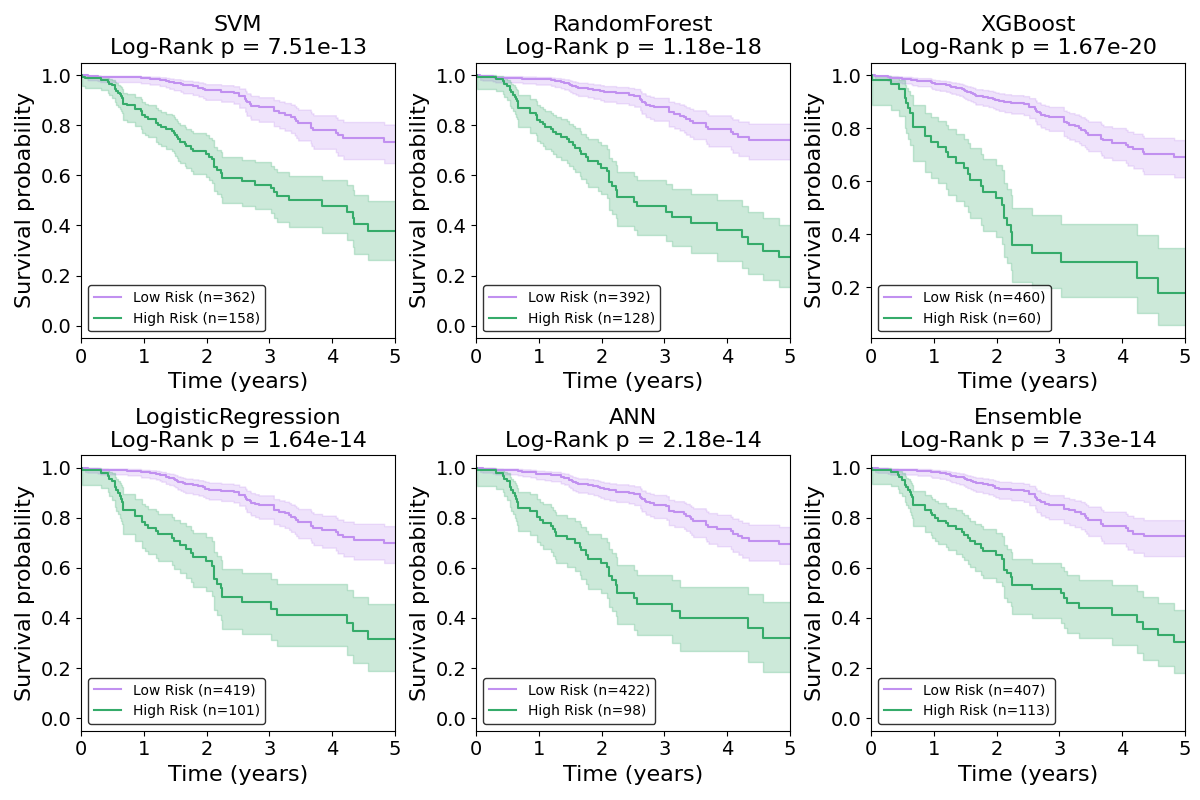 SVM
Log-Rank p = 7.51e-13
Survival probability
1.0
0.8
0.6
0.4
0.2
0.0
Low Risk (n=362)
High Risk (n=158)
0 1 2 3 4 5
Time (years)
RandomForest
Log-Rank p = 1.18e-18
Survival probability
1.0
0.8
0.6
0.4
0.2
0.0
Low Risk (n=392)
High Risk (n=128)
0 1 2 3 4 5
Time (years)
XGBoost
Log-Rank p = 1.67e-20
Survival probability
1.0
0.8
0.6
0.4
0.2
Low Risk (n=460)
High Risk (n=60)
0 1 2 3 4 5
Time (years)
LogisticRegression
Log-Rank p = 1.64e-14
Survival probability
1.0
0.8
0.6
0.4
0.2
0.0
Low Risk (n=419)
High Risk (n=101)
0 1 2 3 4 5
Time (years)
ANN
Log-Rank p = 2.18e-14
Survival probability
1.0
0.8
0.6
0.4
0.2
0.0
Low Risk (n=422)
High Risk (n=98)
0 1 2 3 4 5
Time (years)
Ensemble
Log-Rank p = 7.33e-14
Survival probability
1.0
0.8
0.6
0.4
0.2
0.0
Low Risk (n=407)
High Risk (n=113)
0 1 2 3 4 5
Time (years)